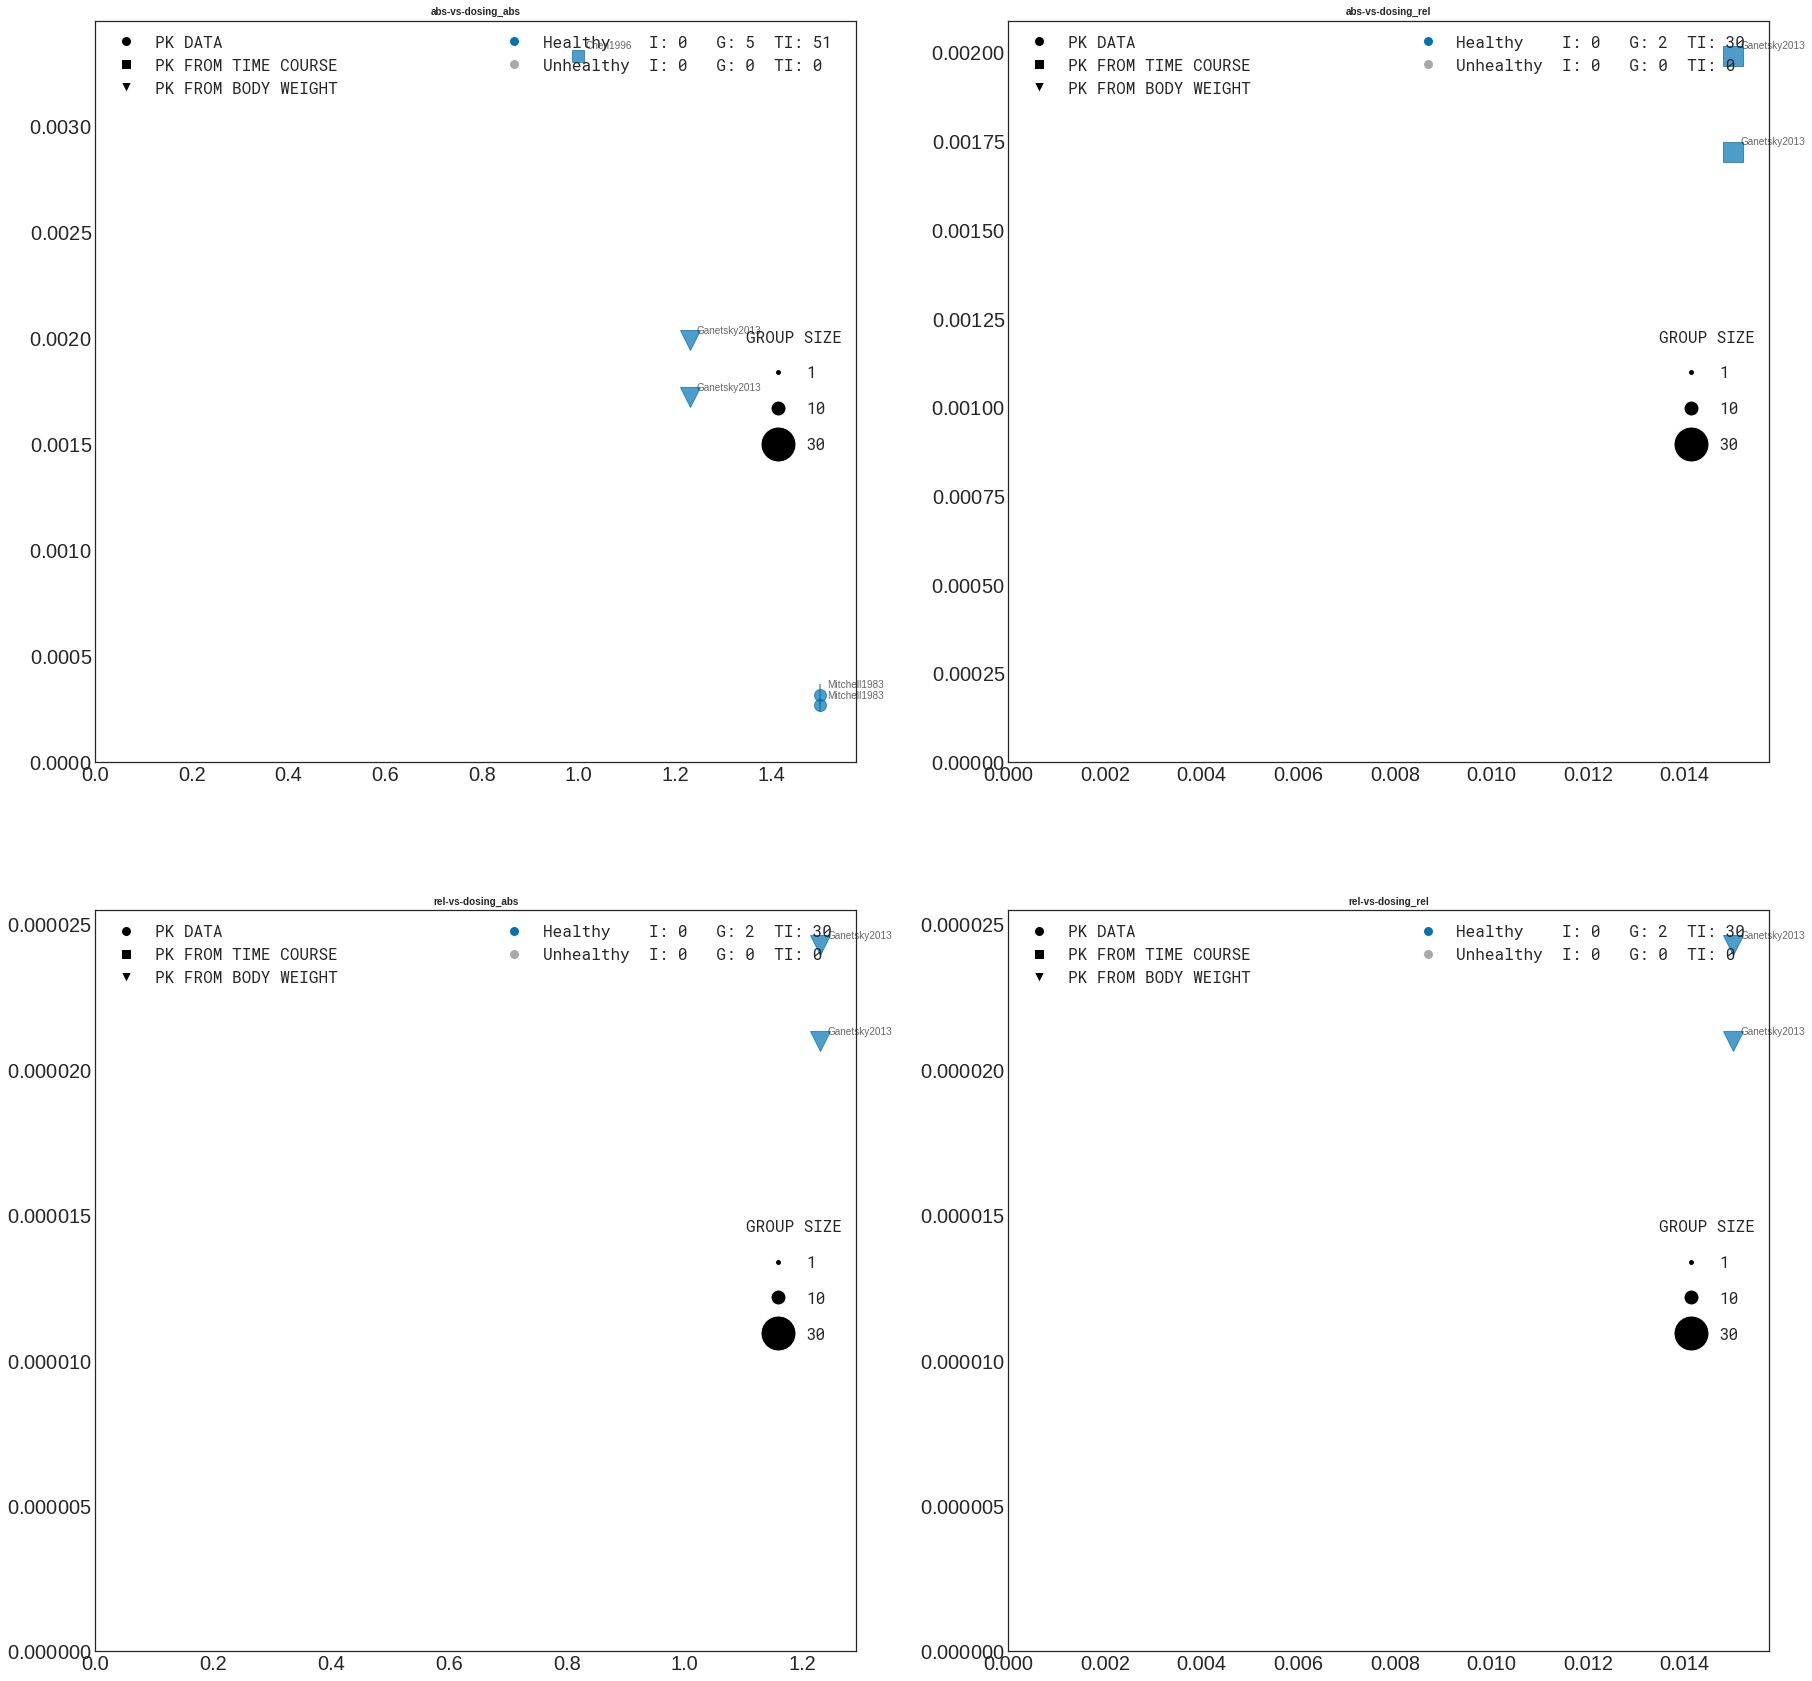 abs-vs-dosing_abs
PK DATA
PK FROM TIME COURSE
PK FROM BODY WEIGHT
Healthy I: 0 G: 5 TI: 51
Unhealthy I: 0 G: 0 TI: 0
Chen1996
0.0030
0.0025
0.0020
0.0015
0.0010
0.0005
0.0000
Ganetsky2013
Ganetsky2013
GROUP SIZE
1
10
30
Mitchell1983
Mitchell1983
0.0 0.2 0.4 0.6 0.8 1.0 1.2 1.4
abs-vs-dosing_rel
PK DATA
PK FROM TIME COURSE
PK FROM BODY WEIGHT
Healthy I: 0 G: 2 TI: 30
Unhealthy I: 0 G: 0 TI: 0
Ganetsky2013
Ganetsky2013
0.00200
0.00175
0.00150
0.00125
0.00100
0.00075
0.00050
0.00025
0.00000
GROUP SIZE
1
10
30
0.000 0.002 0.004 0.006 0.008 0.010 0.012 0.014
rel-vs-dosing_abs
PK DATA
PK FROM TIME COURSE
PK FROM BODY WEIGHT
Healthy I: 0 G: 2 TI: 30
Unhealthy I: 0 G: 0 TI: 0
Ganetsky2013
Ganetsky2013
0.000025
0.000020
0.000015
0.000010
0.000005
0.000000
GROUP SIZE
1
10
30
0.0 0.2 0.4 0.6 0.8 1.0 1.2
rel-vs-dosing_rel
PK DATA
PK FROM TIME COURSE
PK FROM BODY WEIGHT
Healthy I: 0 G: 2 TI: 30
Unhealthy I: 0 G: 0 TI: 0
Ganetsky2013
Ganetsky2013
0.000025
0.000020
0.000015
0.000010
0.000005
0.000000
GROUP SIZE
1
10
30
0.000 0.002 0.004 0.006 0.008 0.010 0.012 0.014